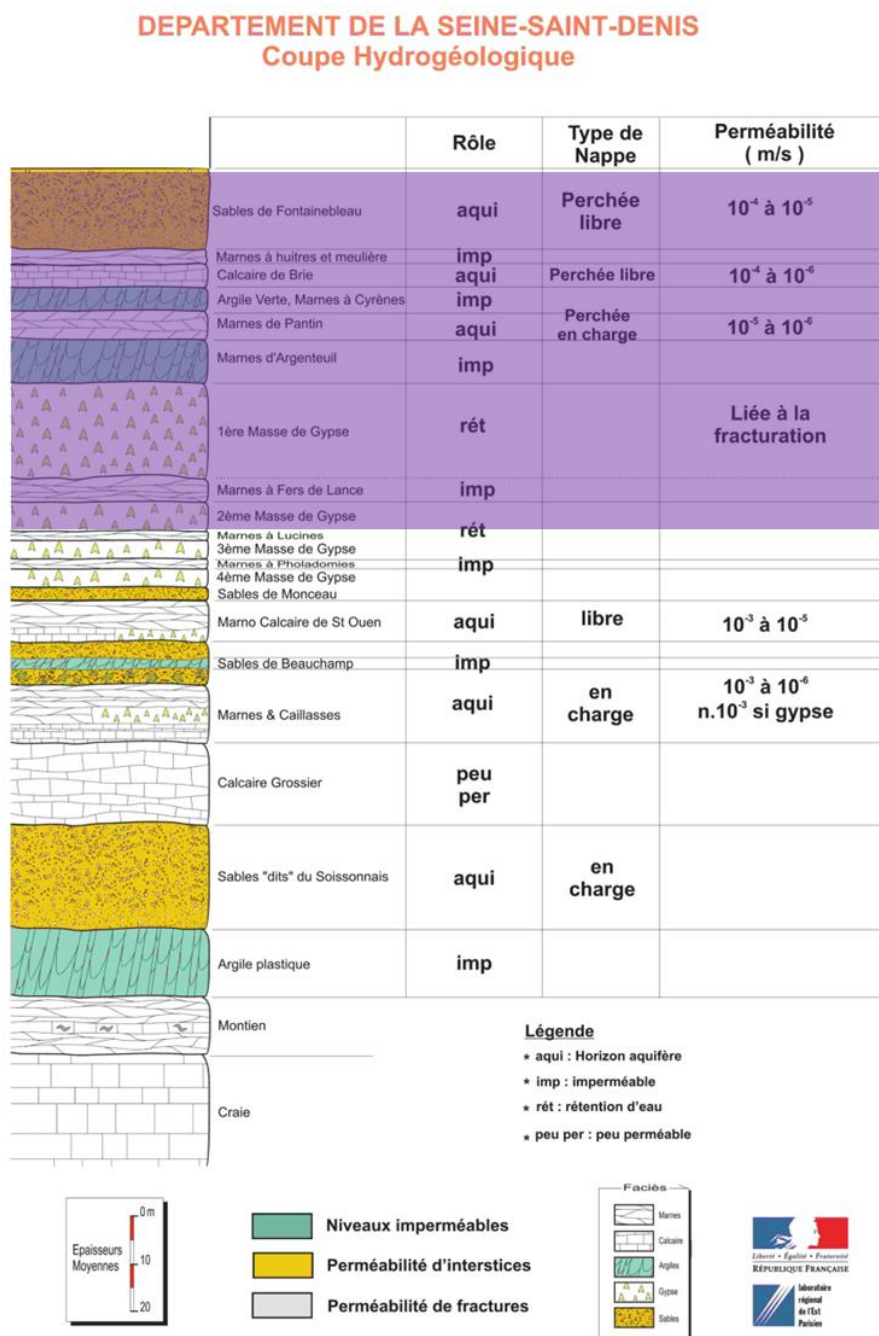 DEPARTEMENT DE LA SEINE-SAINT-DENIS
Coupe Hydrogéologique
Rôle
Type de
Nappe
Perméabilité
( m/s )
Sables de Fontainebleau
aqui
Perchée
libre
10⁻⁴ à 10⁻⁵
Marnes à huitres et meulière
imp
Calcaire de Brie
aqui
Perchée libre
10⁻⁴ à 10⁻⁶
Argile Verte, Marnes à Cyrènes
imp
Marnes de Pantin
aqui
Perchée
en charge
10⁻⁵ à 10⁻⁶
Marnes d'Argenteuil
imp
1ère Masse de Gypse
rét
Liée à la
fracturation
Marnes à Fers de Lance
imp
2ème Masse de Gypse
rét
Marnes à Lucines
3ème Masse de Gypse
Marnes à Pholadomies
imp
4ème Masse de Gypse
Sables de Monceau
Marno Calcaire de St Ouen
aqui
libre
10⁻³ à 10⁻⁵
Sables de Beauchamp
imp
Marnes & Caillasses
aqui
en
charge
10⁻³ à 10⁻⁶
n.10⁻³ si gypse
Calcaire Grossier
peu
per
Sables "dits" du Soissonnais
aqui
en
charge
Argile plastique
imp
Montien
Craie
Légende
* aqui : Horizon aquifère
* imp : imperméable
* rét : rétention d'eau
* peu per : peu perméable
Epaisseurs
Moyennes
0 m
10
20
Niveaux imperméables
Perméabilité d'interstices
Perméabilité de fractures
Faciès
Marnes
Calcaire
Argiles
Gypse
Sables
Liberté • Égalité • Fraternité
RÉPUBLIQUE FRANÇAISE
laboratoire
régional
de l'Est
Parisien